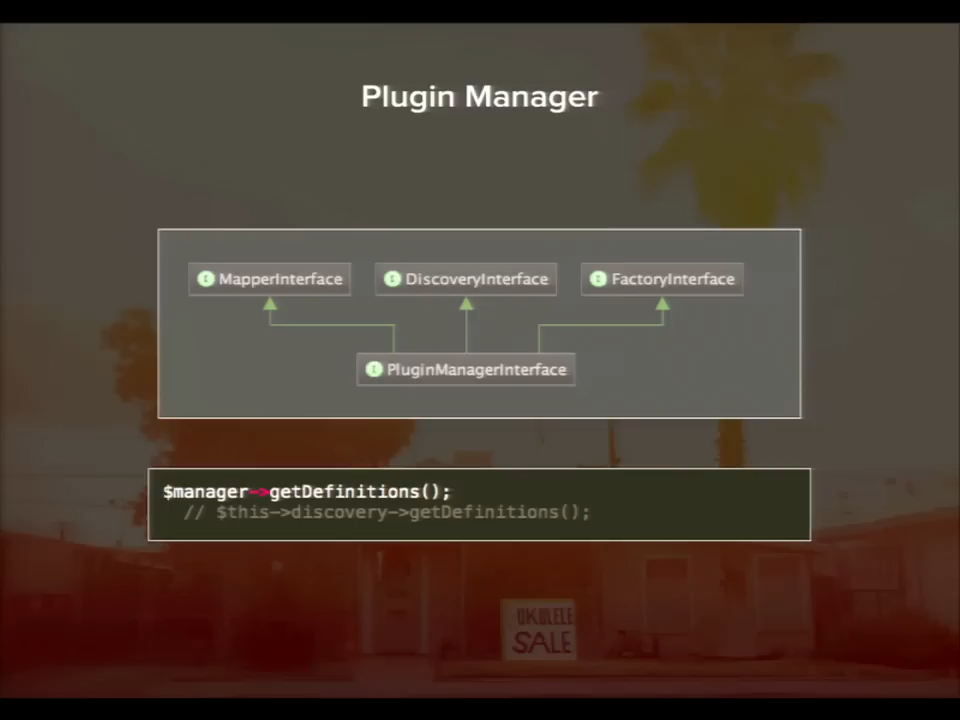 Plugin Manager
MapperInterface
DiscoveryInterface
FactoryInterface
PluginManagerInterface
$manager->getDefinitions();
// $this->discovery->getDefinitions();
UKULELE
SALE